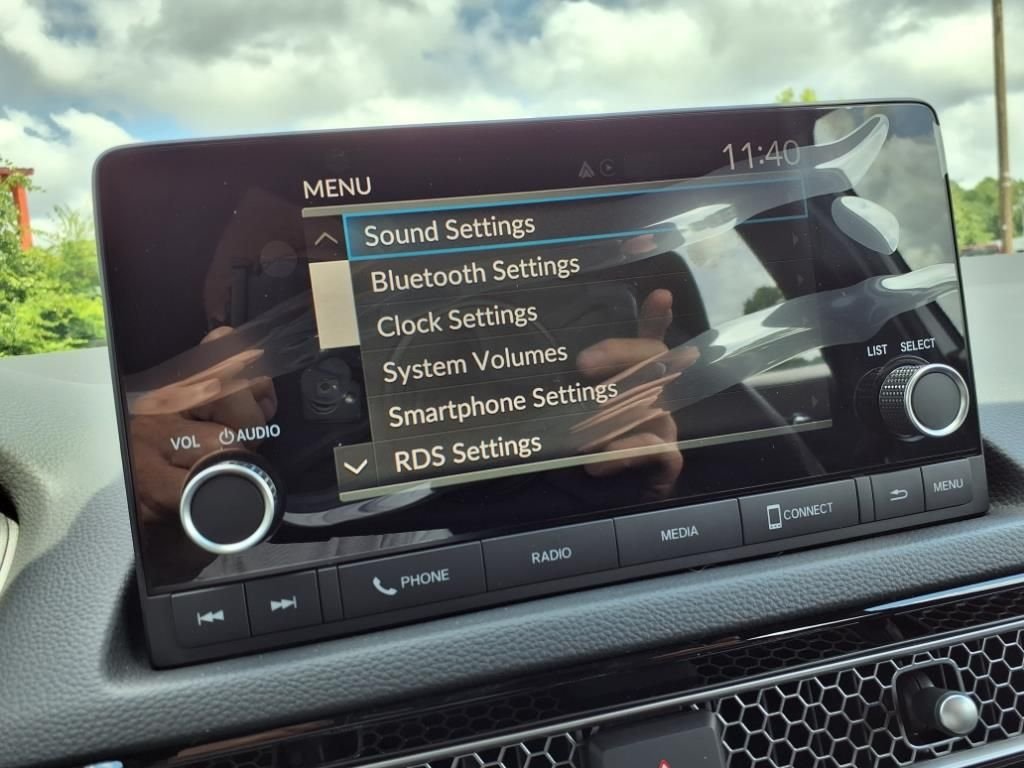 11:40
MENU
Sound Settings
Bluetooth Settings
Clock Settings
System Volumes
Smartphone Settings
RDS Settings
LIST SELECT
VOL AUDIO
PHONE
RADIO
MEDIA
CONNECT
MENU